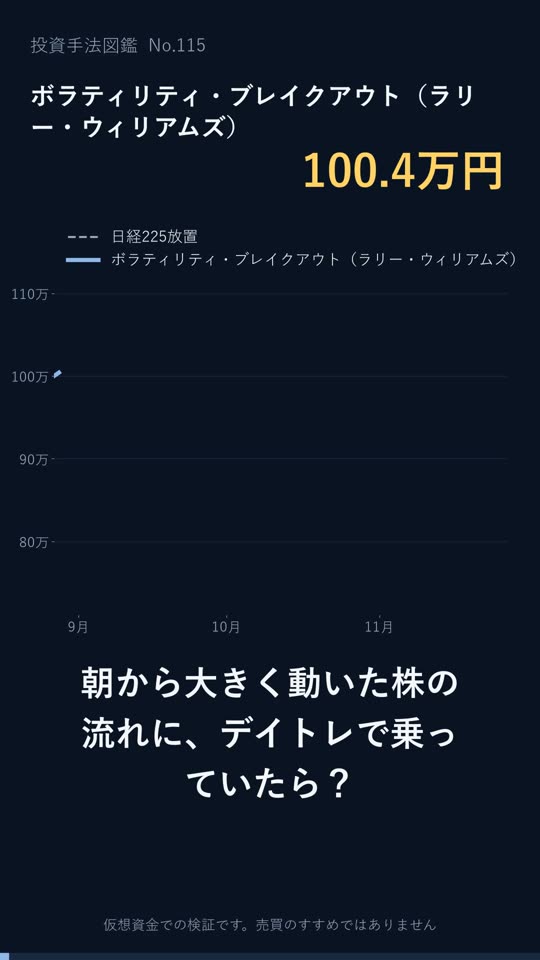 投資手法図鑑 No.115
ボラティリティ・ブレイクアウト（ラリ
ー・ウィリアムズ）
100.4万円
日経225放置
ボラティリティ・ブレイクアウト（ラリー・ウィリアムズ）
110万
100万
90万
80万
9月
10月
11月
朝から大きく動いた株の
流れに、デイトレで乗っ
ていたら？
仮想資金での検証です。売買のすすめではありません